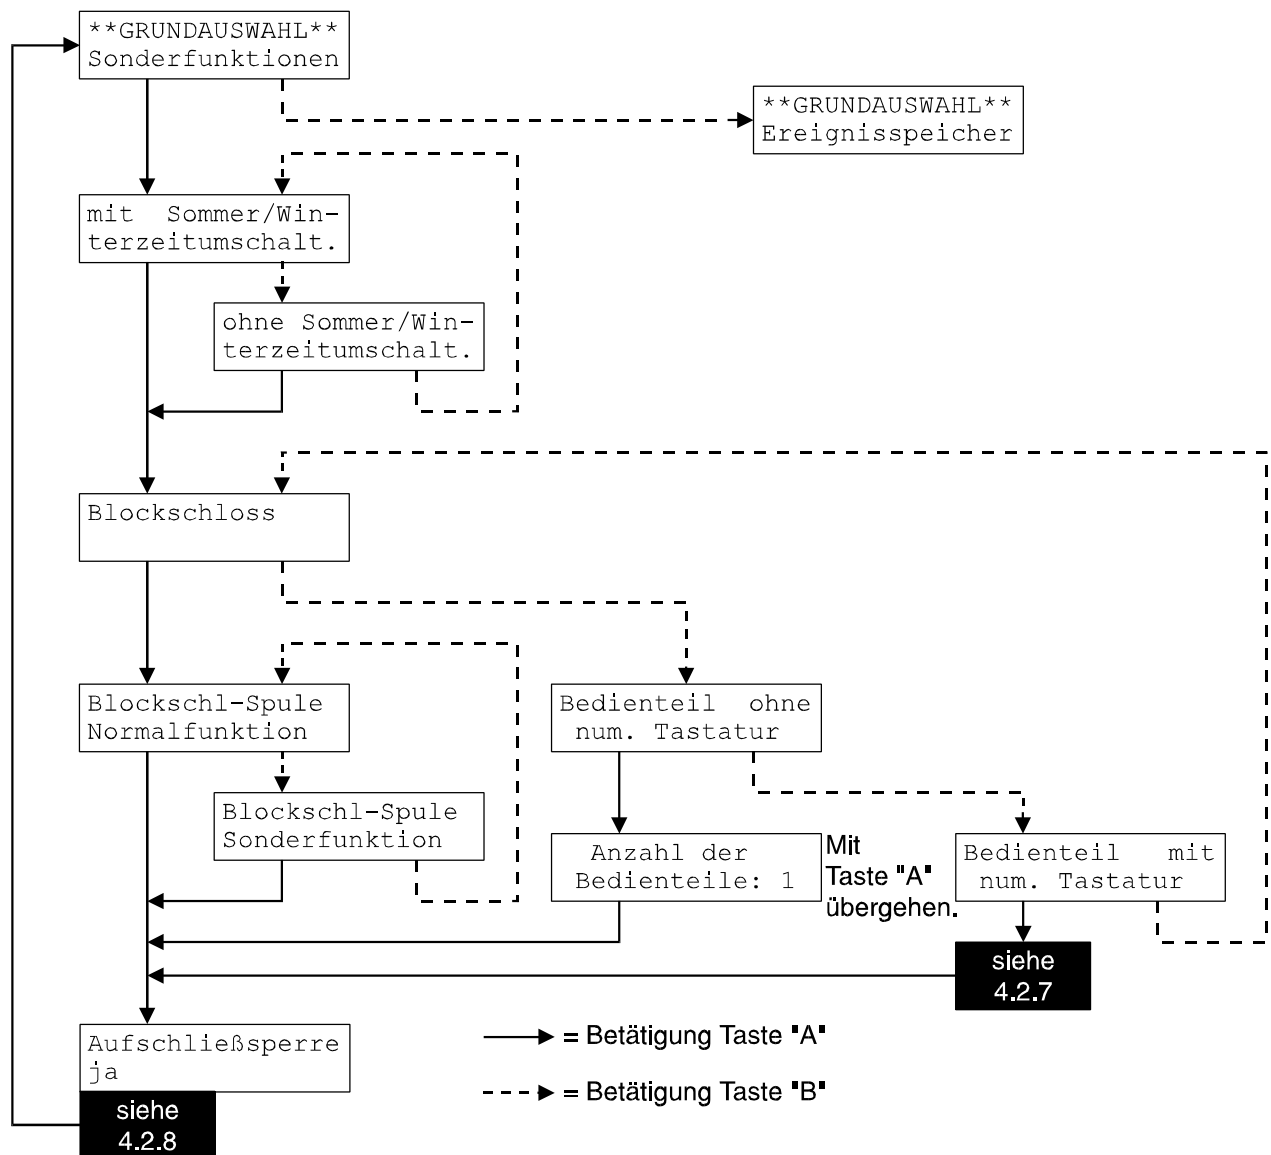 **GRUNDAUSWAHL**
Sonderfunktionen
**GRUNDAUSWAHL**
Ereignisspeicher
mit Sommer/Win-
terzeitumschalt.
ohne Sommer/Win-
terzeitumschalt.
Blockschloss
Blockschl-Spule
Normalfunktion
Bedienteil ohne
num. Tastatur
Blockschl-Spule
Sonderfunktion
Anzahl der
Bedienteile: 1
Mit
Taste "A"
übergehen.
Bedienteil mit
num. Tastatur
siehe
4.2.7
Aufschließsperre
ja
siehe
4.2.8
= Betätigung Taste "A"
= Betätigung Taste "B"